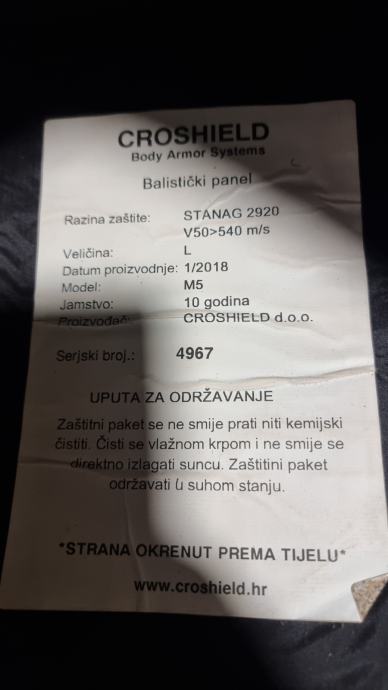 CROSHIELD
Body Armor Systems
Balistički panel
Razina zaštite: STANAG 2920
V50>540 m/s
Veličina: L
Datum proizvodnje: 1/2018
Model: M5
Jamstvo: 10 godina
Proizvođač: CROSHIELD d.o.o.
Serjski broj.: 4967
UPUTA ZA ODRŽAVANJE
Zaštitni paket se ne smije prati niti kemijski
čistiti. Čisti se vlažnom krpom i ne smije se
direktno izlagati suncu. Zaštitini paket
održavati u suhom stanju.
*STRANA OKRENUT PREMA TIJELU*
www.croshield.hr